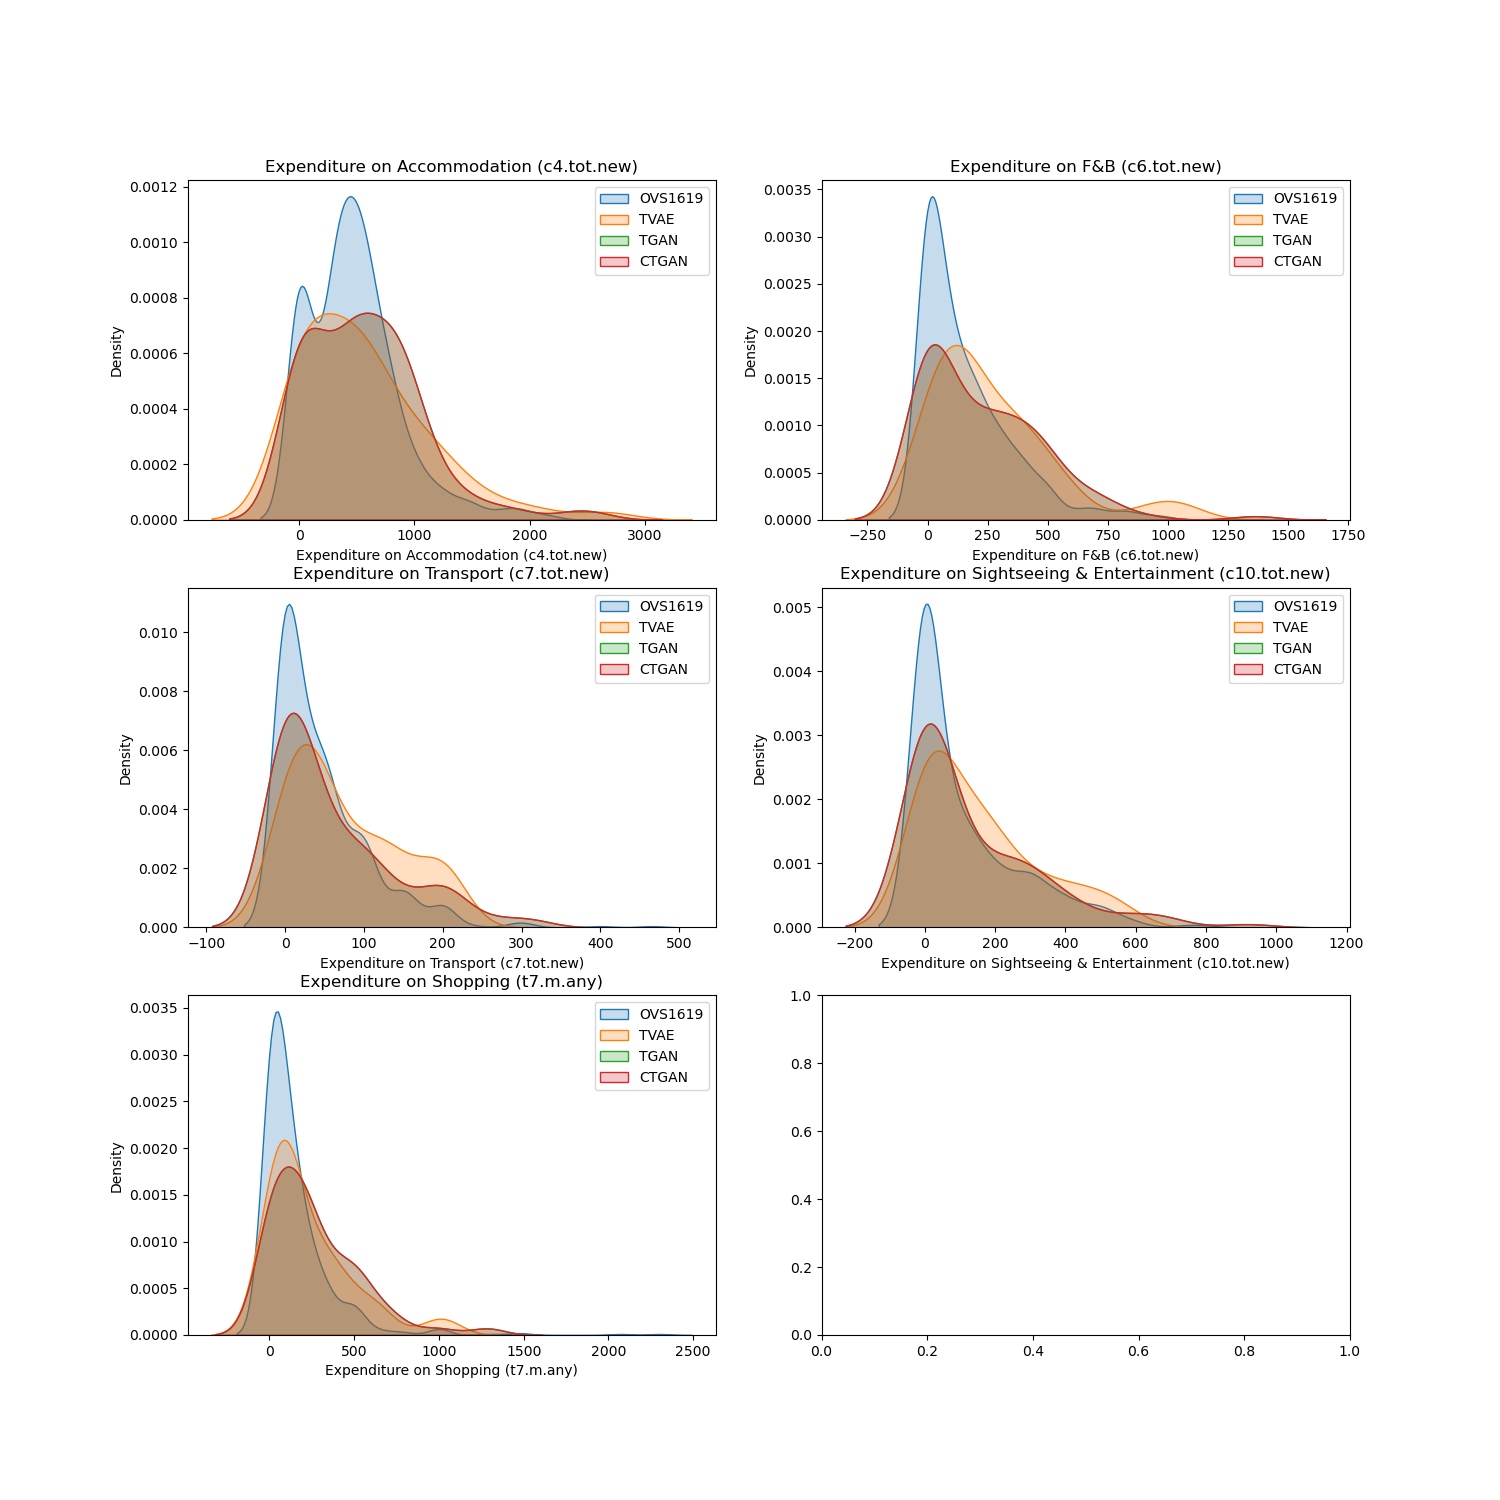 Expenditure on Accommodation (c4.tot.new)
0.0012
0.0010
0.0008
0.0006
0.0004
0.0002
0.0000
Density
OVS1619
TVAE
TGAN
CTGAN
0 1000 2000 3000
Expenditure on Accommodation (c4.tot.new)
Expenditure on F&B (c6.tot.new)
0.0035
0.0030
0.0025
0.0020
0.0015
0.0010
0.0005
0.0000
Density
OVS1619
TVAE
TGAN
CTGAN
−250 0 250 500 750 1000 1250 1500 1750
Expenditure on F&B (c6.tot.new)
Expenditure on Transport (c7.tot.new)
0.010
0.008
0.006
0.004
0.002
0.000
Density
OVS1619
TVAE
TGAN
CTGAN
−100 0 100 200 300 400 500
Expenditure on Transport (c7.tot.new)
Expenditure on Sightseeing & Entertainment (c10.tot.new)
0.005
0.004
0.003
0.002
0.001
0.000
Density
OVS1619
TVAE
TGAN
CTGAN
−200 0 200 400 600 800 1000 1200
Expenditure on Sightseeing & Entertainment (c10.tot.new)
Expenditure on Shopping (t7.m.any)
0.0035
0.0030
0.0025
0.0020
0.0015
0.0010
0.0005
0.0000
Density
OVS1619
TVAE
TGAN
CTGAN
0 500 1000 1500 2000 2500
Expenditure on Shopping (t7.m.any)
1.0
0.8
0.6
0.4
0.2
0.0
0.0 0.2 0.4 0.6 0.8 1.0